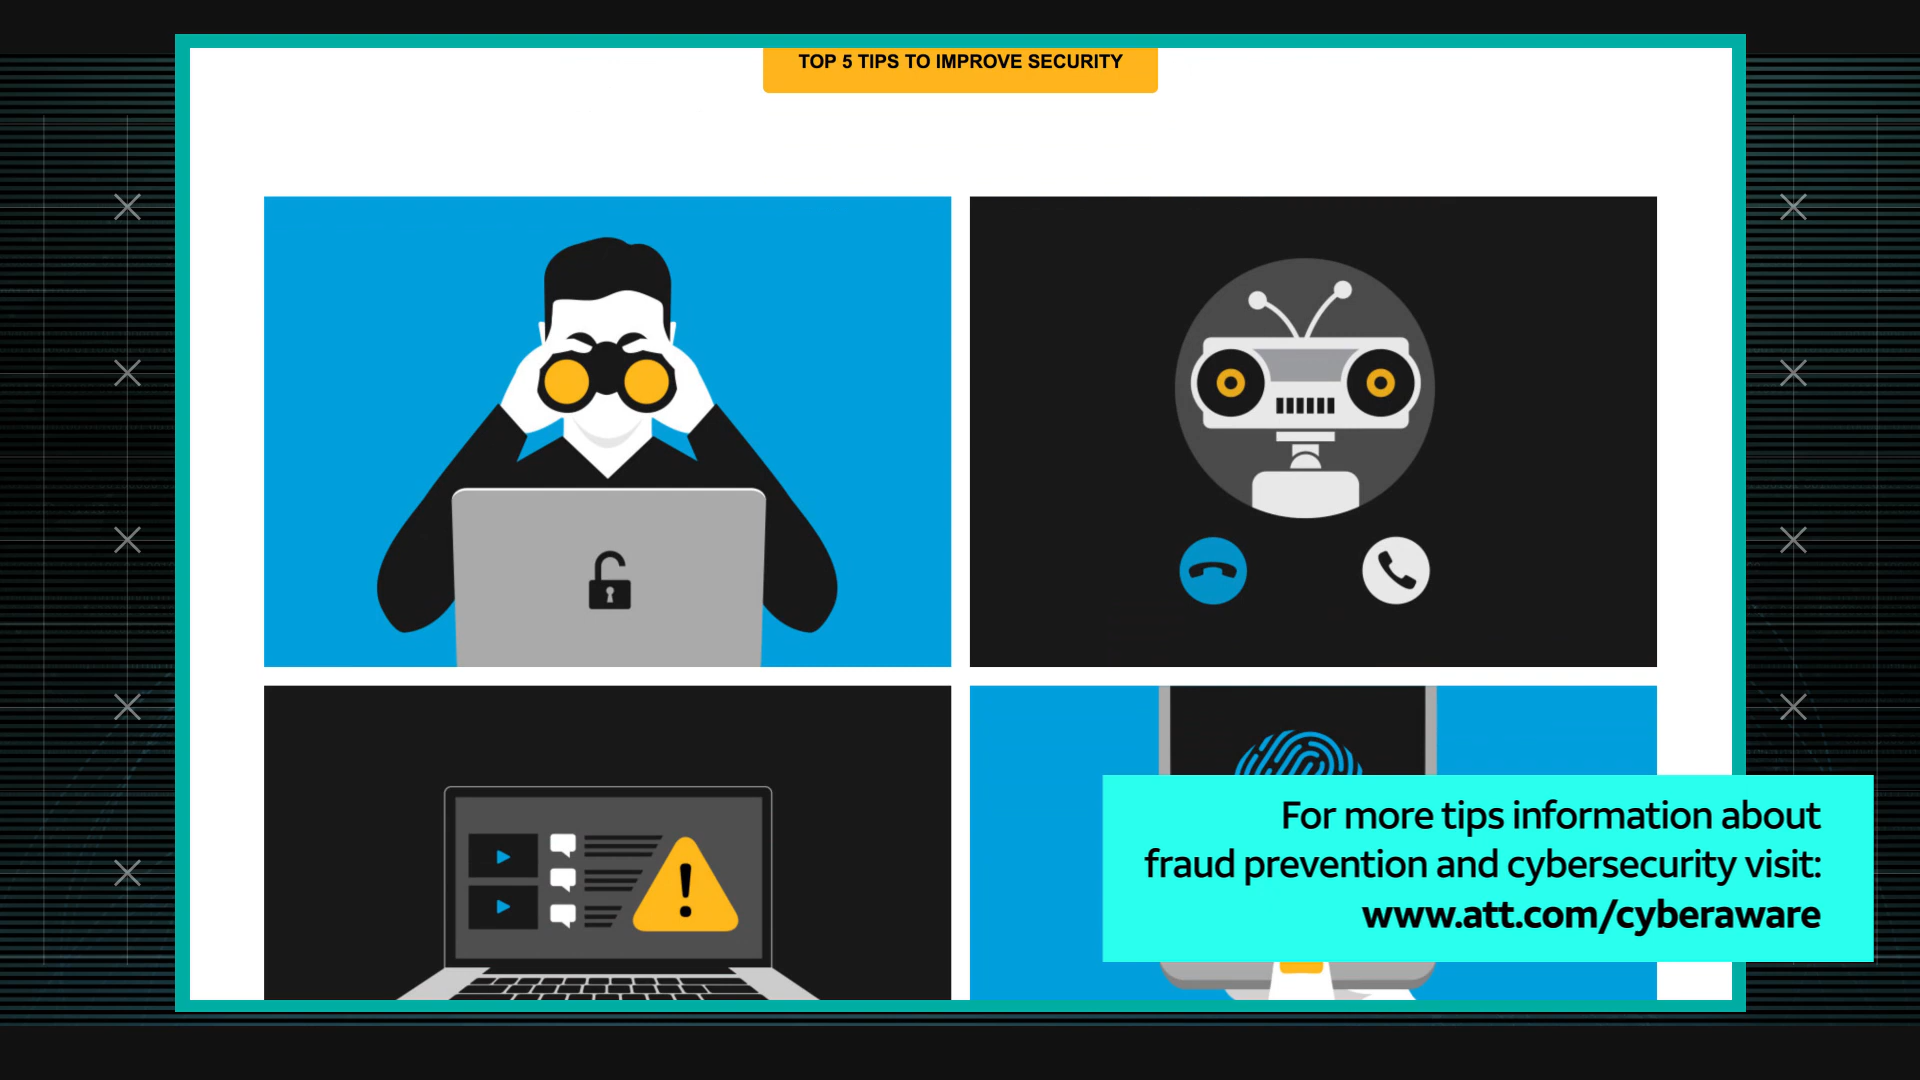 TOP 5 TIPS TO IMPROVE SECURITY
For more tips information about
fraud prevention and cybersecurity visit:
www.att.com/cyberaware